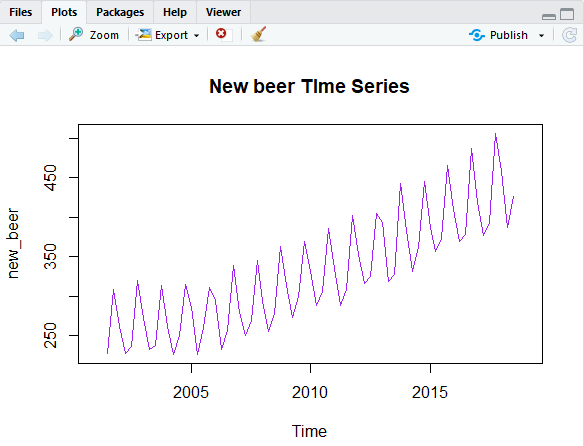 Files Plots Packages Help Viewer
Zoom Export Publish
New beer TIme Series
450
350
250
new_beer
2005 2010 2015
Time